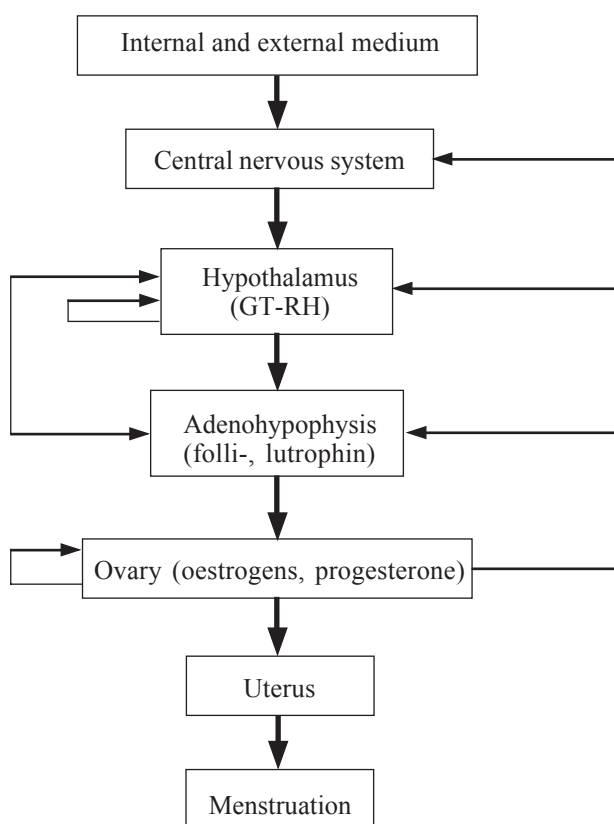 Internal and external medium
Central nervous system
Hypothalamus
(GT-RH)
Adenohypophysis
(folli-, lutrophin)
Ovary (oestrogens, progesterone)
Uterus
Menstruation